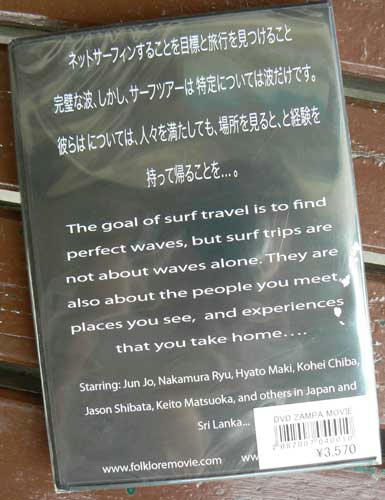 ネットサーフィンすることを目標と旅行を見つけること
完璧な波、しかし、サーフツアーは 特定については波だけです。
彼らは については、人々を満たしても、場所を見ると、と経験を
持って帰ることを...。
The goal of surf travel is to find
perfect waves, but surf trips are
not about waves alone. They are
also about the people you meet,
places you see, and experiences
that you take home....
Starring: Jun Jo, Nakamura Ryu, Hyato Maki, Kohei Chiba,
Jason Shibata, Keito Matsuoka, and others in Japan and
Sri Lanka...
DVD ZAMPA MOVIE
¥3,570
www.folkloremovie.com